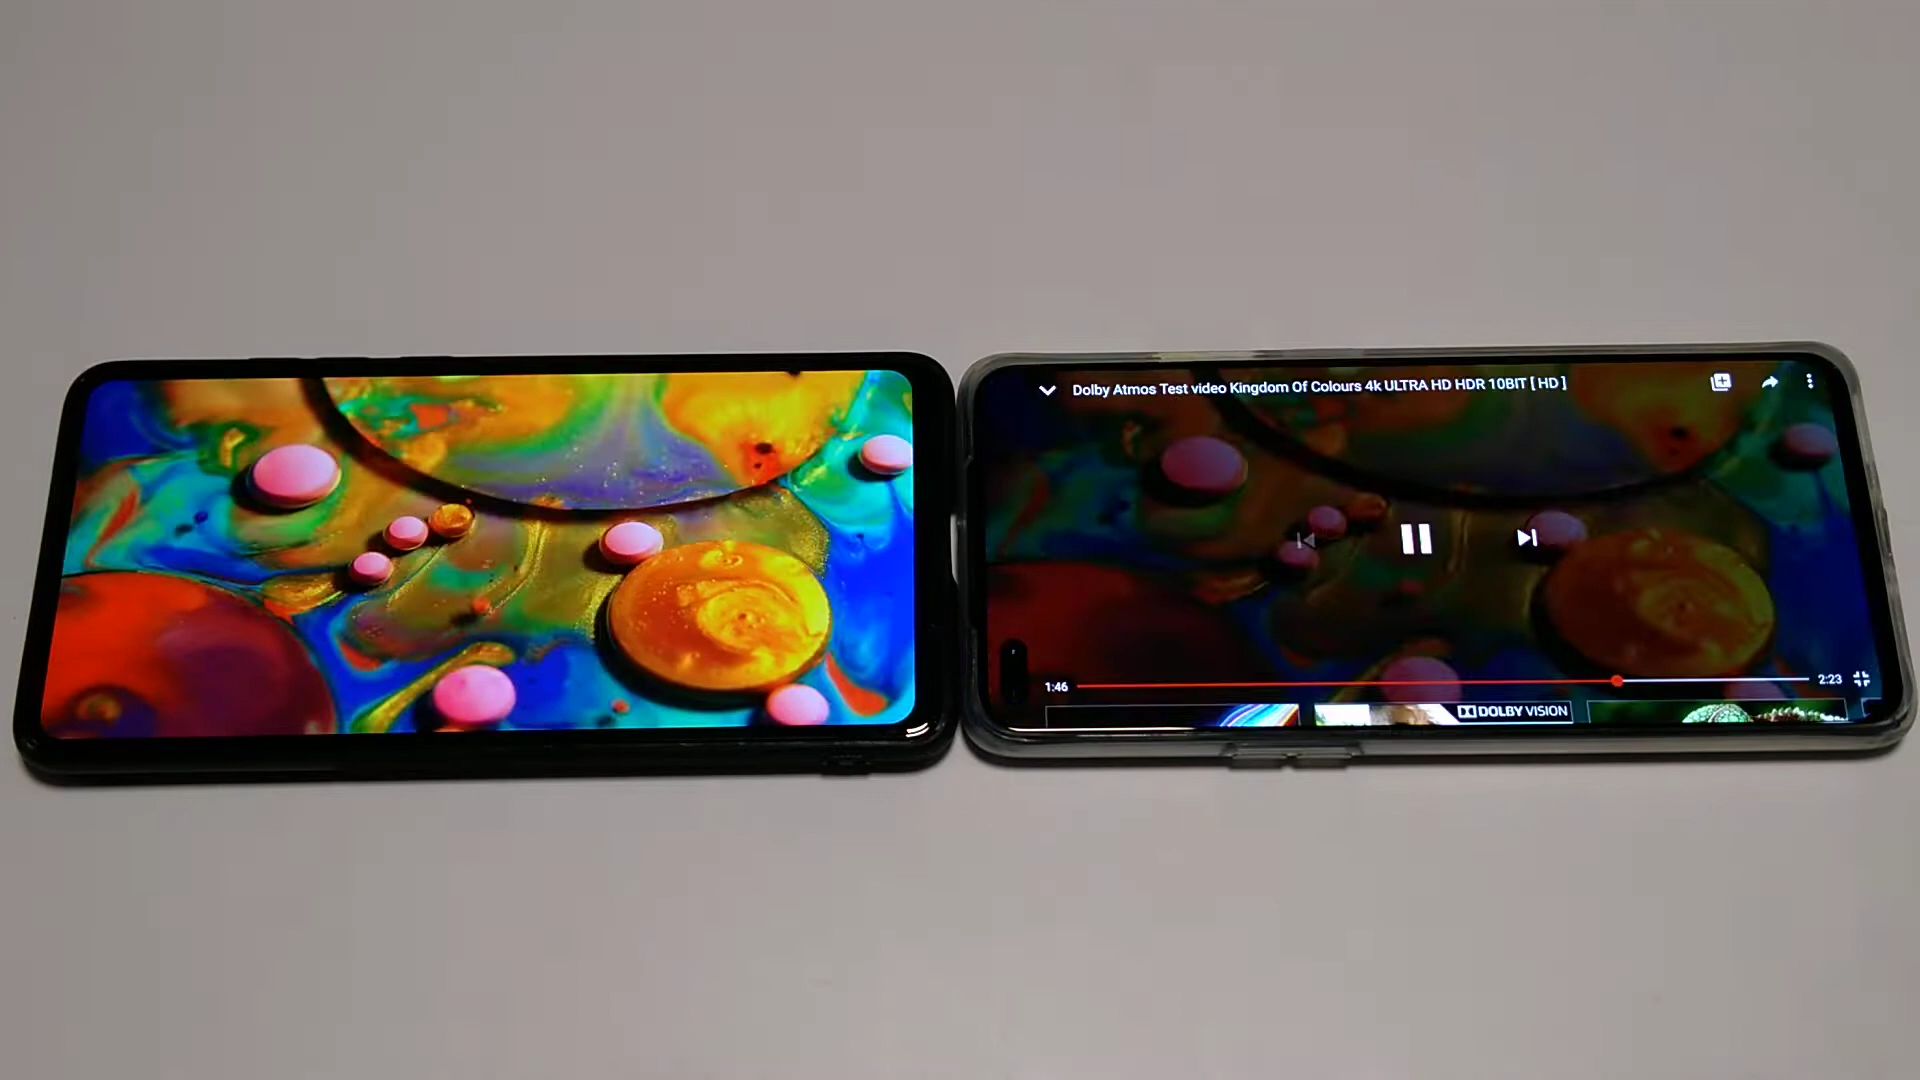 Dolby Atmos Test video Kingdom Of Colours 4k ULTRA HD HDR 10BIT [ HD ]
1:46
2:23
DOLBY VISION